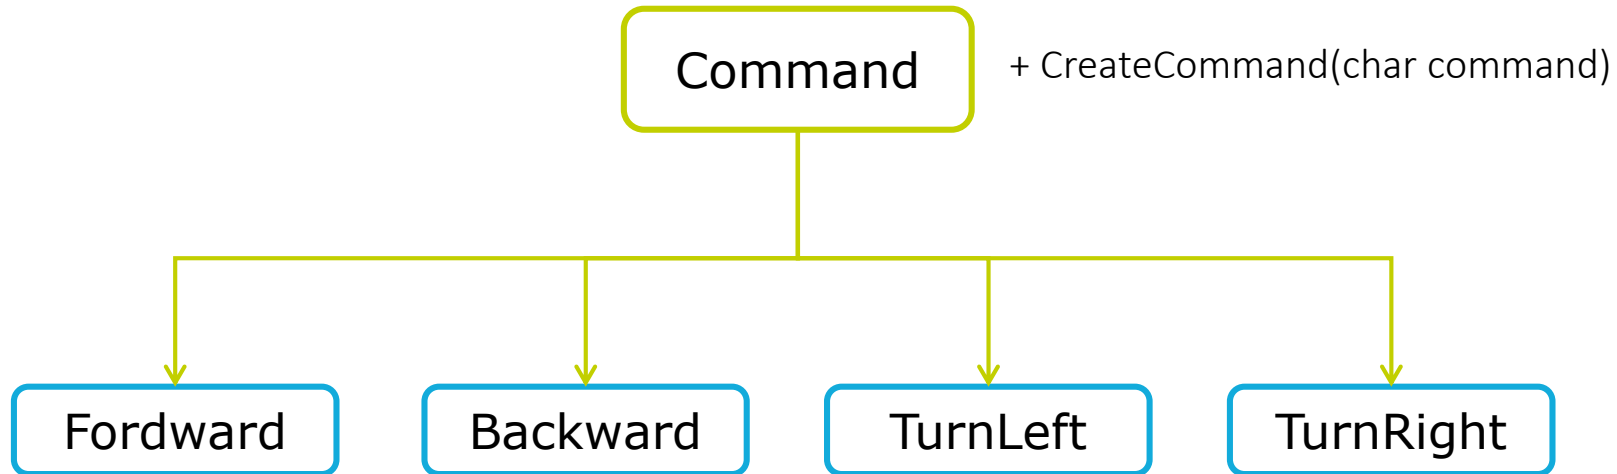 Command
+ CreateCommand(char command)
Fordward
Backward
TurnLeft
TurnRight